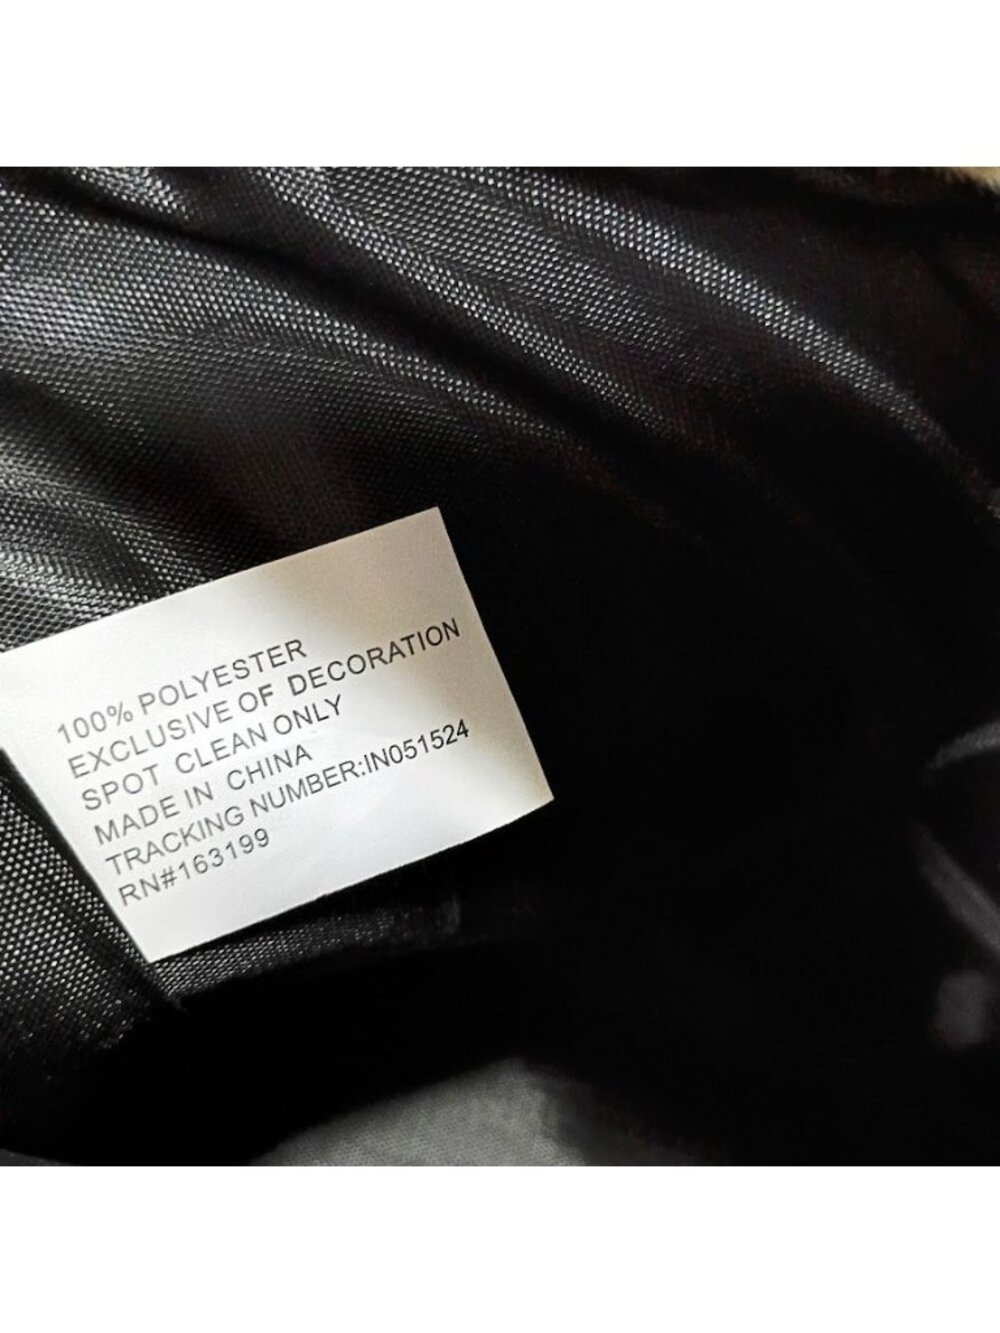 100% POLYESTER
EXCLUSIVE OF DECORATION
SPOT CLEAN ONLY
MADE IN CHINA
TRACKING NUMBER:IN051524
RN#163199